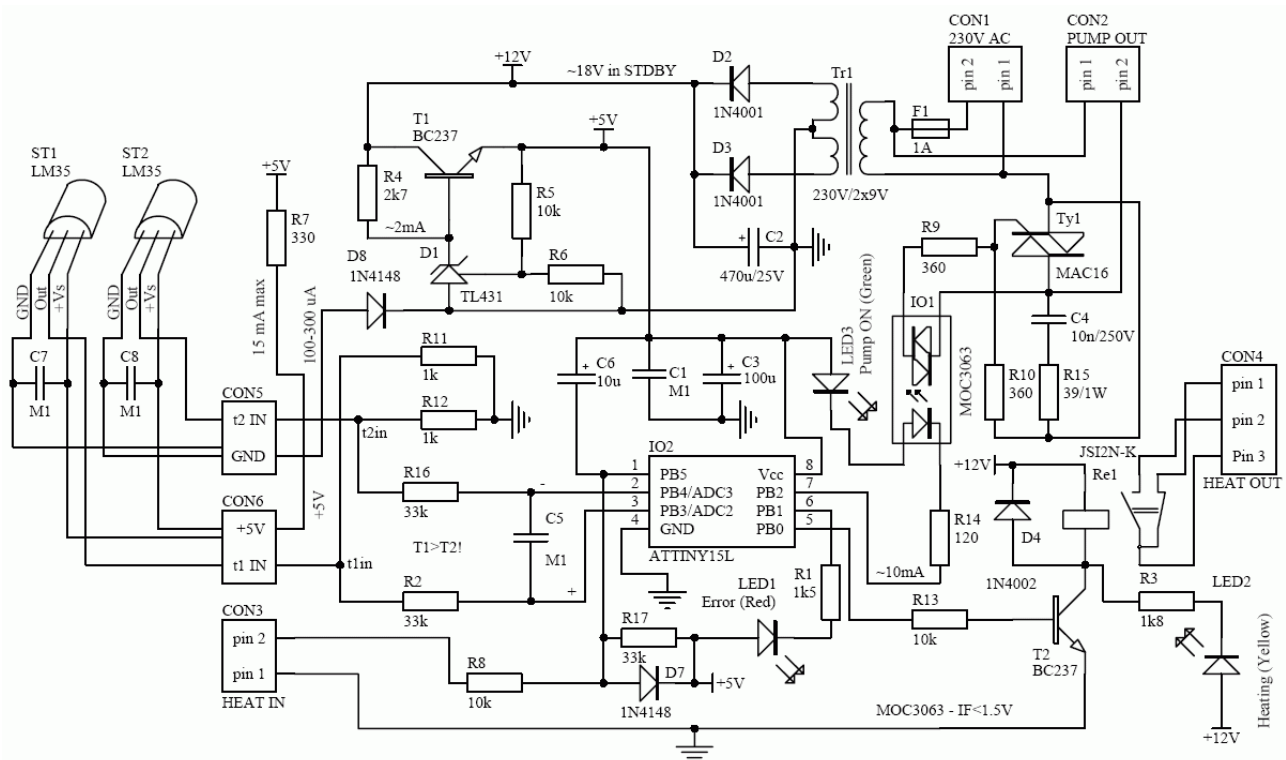 CON1
230V AC
CON2
PUMP OUT
pin 2
pin 1
pin 1
pin 2
+12V
~18V in STDBY
D2
1N4001
Tr1
F1
1A
T1
BC237
+5V
ST1
LM35
ST2
LM35
+5V
R4
2k7
R5
10k
D3
1N4001
230V/2x9V
R7
330
~2mA
R9
360
Ty1
MAC16
D8
1N4148
D1
TL431
R6
10k
C2
+
470u/25V
GND
Out
+Vs
GND
Out
+Vs
15 mA max
100-300 uA
IO1
MOC3063
C4
10n/250V
LED3
Pump ON (Green)
C7
M1
C8
M1
R11
1k
R12
1k
C6
+
10u
C1
M1
C3
+
100u
R10
360
R15
39/1W
CON4
pin 1
pin 2
Pin 3
HEAT OUT
CON5
t2 IN
GND
t2in
JSI2N-K
Re1
+12V
IO2
1
2
3
4
PB5
PB4/ADC3
PB3/ADC2
GND
Vcc
PB2
PB1
PB0
8
7
6
5
ATTINY15L
R16
33k
-
C5
M1
+
T1>T2!
CON6
+5V
t1 IN
+5V
t1in
R2
33k
R14
120
~10mA
D4
1N4002
R3
1k8
LED2
Heating (Yellow)
+12V
LED1
Error (Red)
R1
1k5
R13
10k
T2
BC237
CON3
pin 2
pin 1
HEAT IN
R8
10k
R17
33k
D7
1N4148
+5V
MOC3063 - IF<1.5V